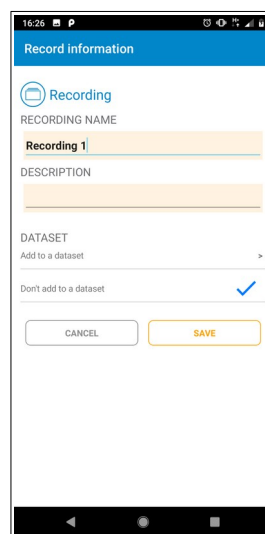 16:26
Record information
Recording
RECORDING NAME
Recording 1
DESCRIPTION
DATASET
Add to a dataset >
Don't add to a dataset
CANCEL SAVE